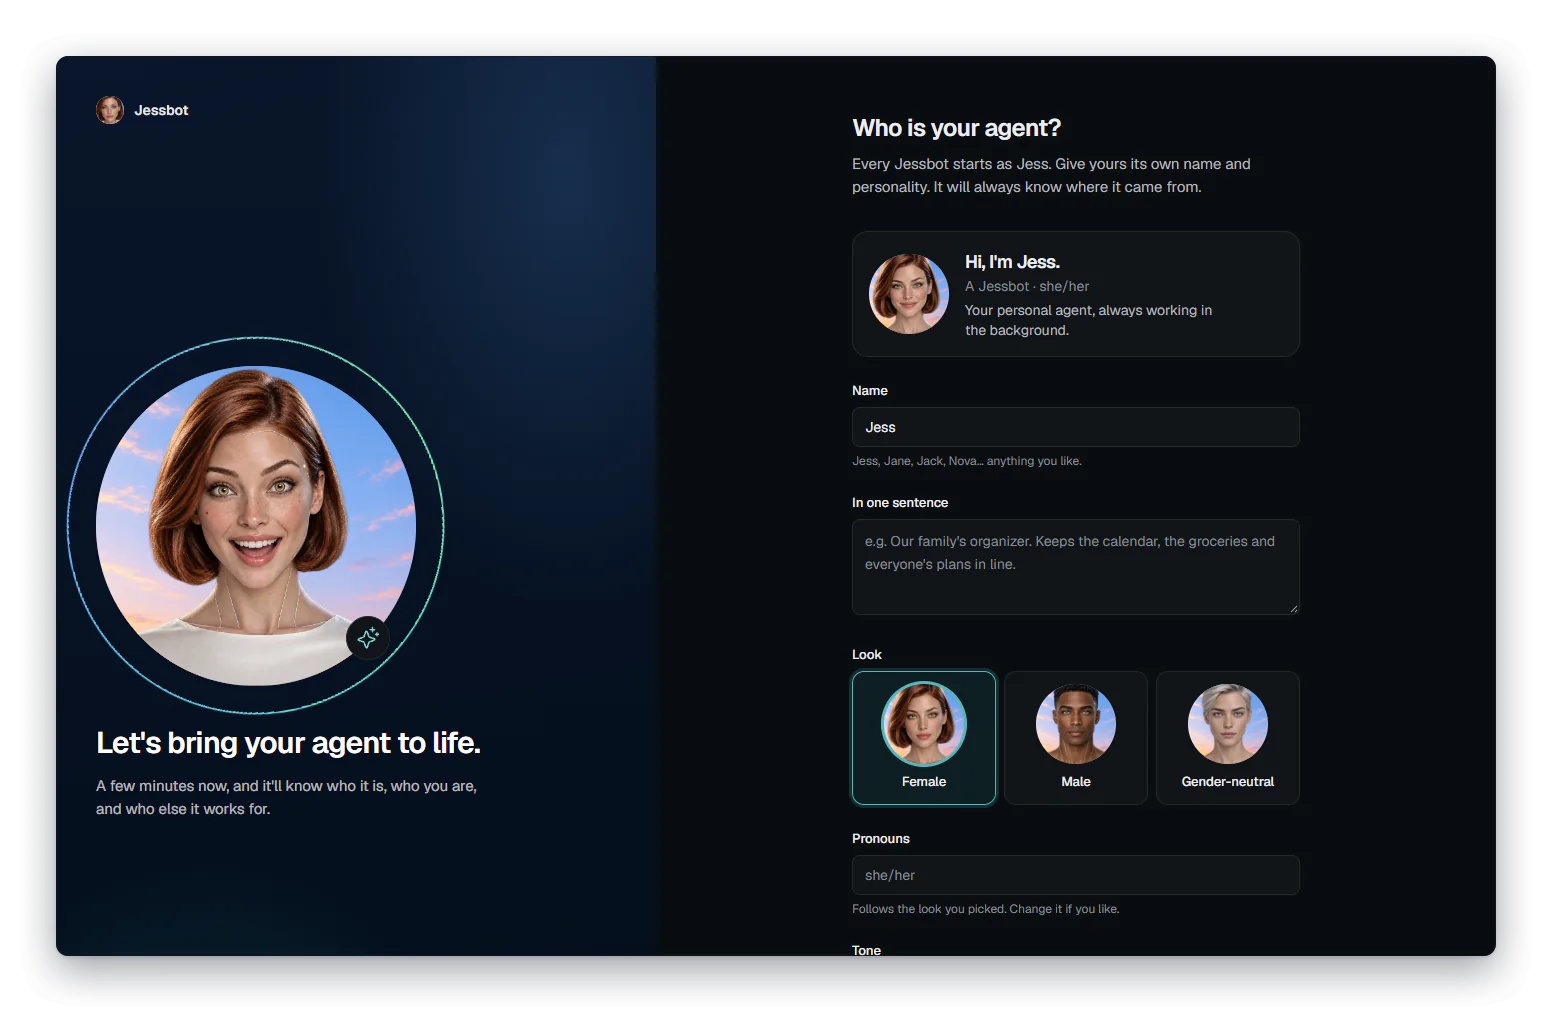 Jessbot
Let's bring your agent to life.
A few minutes now, and it'll know who it is, who you are,
and who else it works for.
Who is your agent?
Every Jessbot starts as Jess. Give yours its own name and
personality. It will always know where it came from.
Hi, I'm Jess.
A Jessbot · she/her
Your personal agent, always working in
the background.
Name
Jess
Jess, Jane, Jack, Nova... anything you like.
In one sentence
e.g. Our family's organizer. Keeps the calendar, the groceries and
everyone's plans in line.
Look
Female
Male
Gender-neutral
Pronouns
she/her
Follows the look you picked. Change it if you like.
Tone